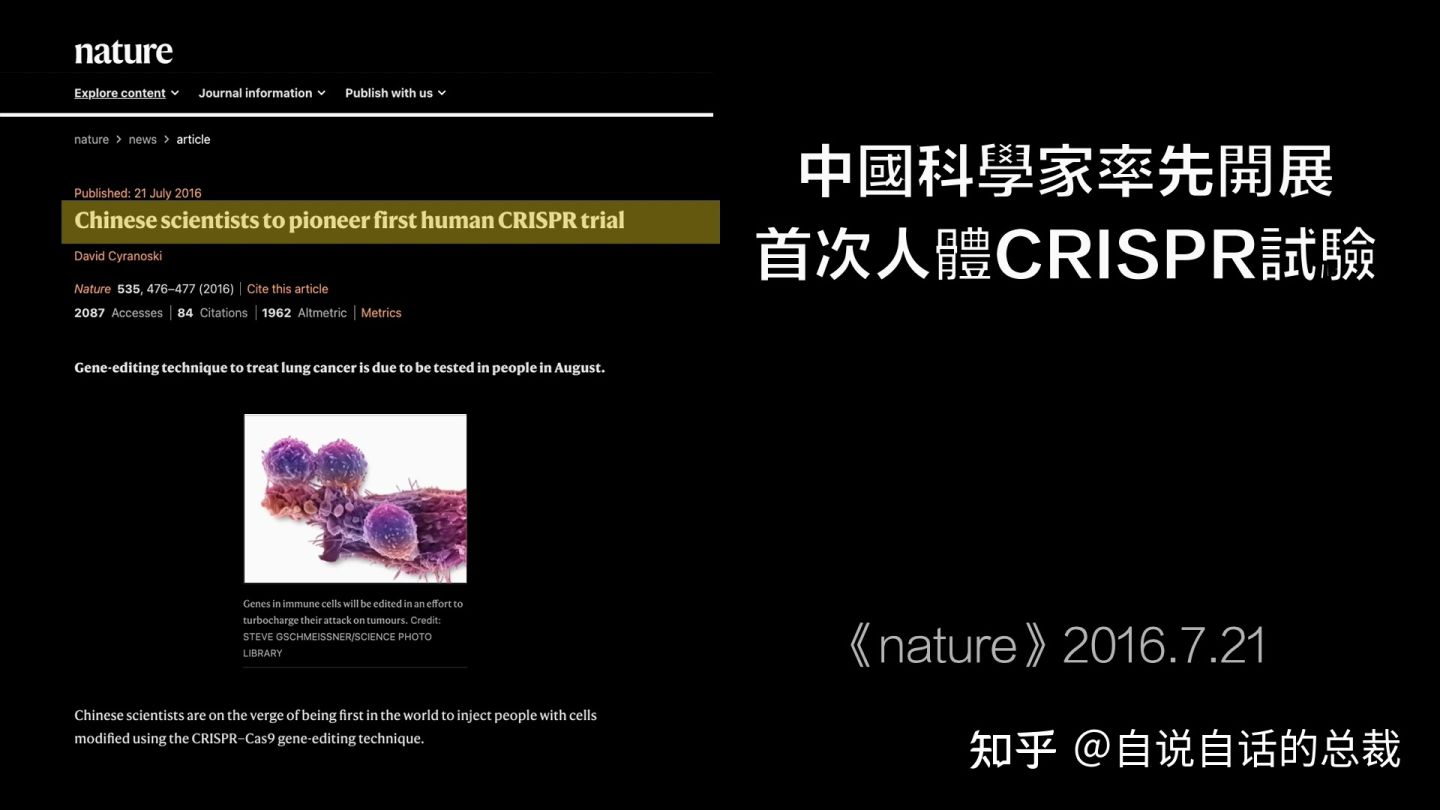 nature
Explore content Journal information Publish with us
nature > news > article
Published: 21 July 2016
Chinese scientists to pioneer first human CRISPR trial
David Cyranoski
Nature 535, 476–477 (2016) | Cite this article
2087 Accesses | 84 Citations | 1962 Altmetric | Metrics
Gene-editing technique to treat lung cancer is due to be tested in people in August.
Genes in immune cells will be edited in an effort to
turbocharge their attack on tumours. Credit:
STEVE GSCHMEISSNER/SCIENCE PHOTO
LIBRARY
Chinese scientists are on the verge of being first in the world to inject people with cells
modified using the CRISPR–Cas9 gene-editing technique.
中國科學家率先開展
首次人體CRISPR試驗
《nature》2016.7.21
知乎 @自说自话的总裁